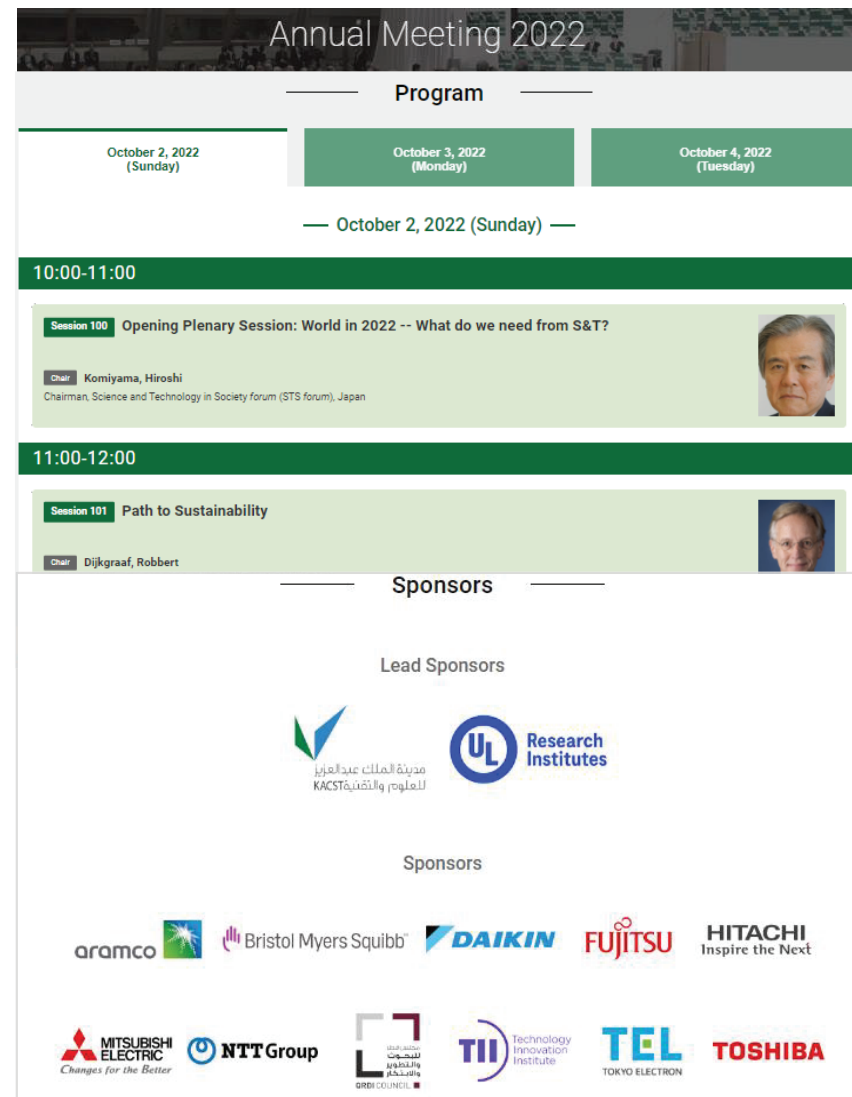 Annual Meeting 2022
Program
October 2, 2022
(Sunday)
October 3, 2022
(Monday)
October 4, 2022
(Tuesday)
October 2, 2022 (Sunday)
10:00-11:00
Session 100 Opening Plenary Session: World in 2022 -- What do we need from S&T?
Chair Komiyama, Hiroshi
Chairman, Science and Technology in Society forum (STS forum), Japan
11:00-12:00
Session 101 Path to Sustainability
Chair Dijkgraaf, Robbert
Sponsors
Lead Sponsors
مدينة الملك عبدالعزيز
للعلوم والتقنية KACST
UL Research
Institutes
Sponsors
aramco
Bristol Myers Squibb
DAIKIN
FUJITSU
HITACHI
Inspire the Next
MITSUBISHI
ELECTRIC
Changes for the Better
NTT Group
للبحوث
والتطوير
والابتكار
QRDI COUNCIL
TII Technology
Innovation
Institute
TEL
TOKYO ELECTRON
TOSHIBA